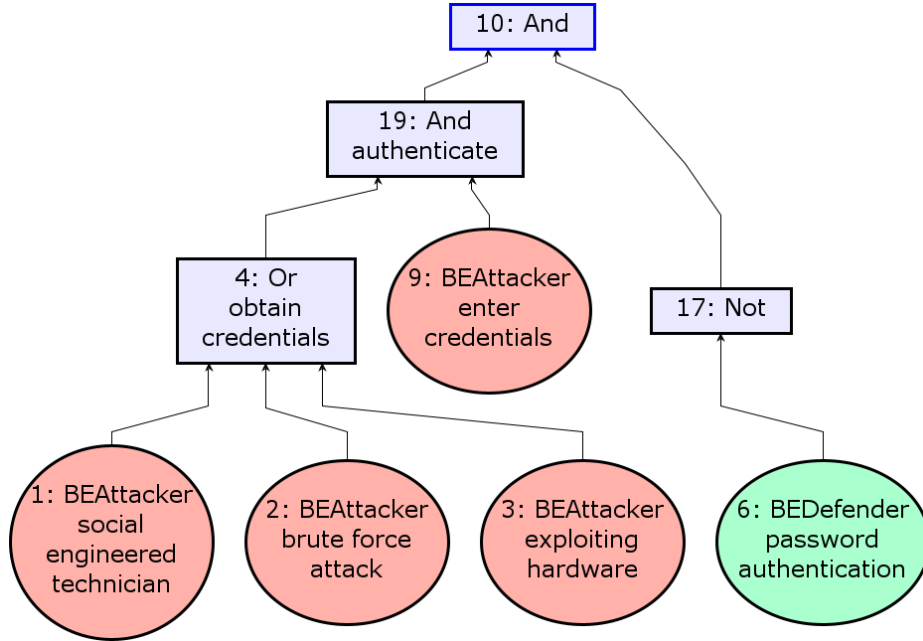 10: And
19: And
authenticate
4: Or
obtain
credentials
9: BEAttacker
enter
credentials
17: Not
1: BEAttacker
social
engineered
technician
2: BEAttacker
brute force
attack
3: BEAttacker
exploiting
hardware
6: BEDefender
password
authentication